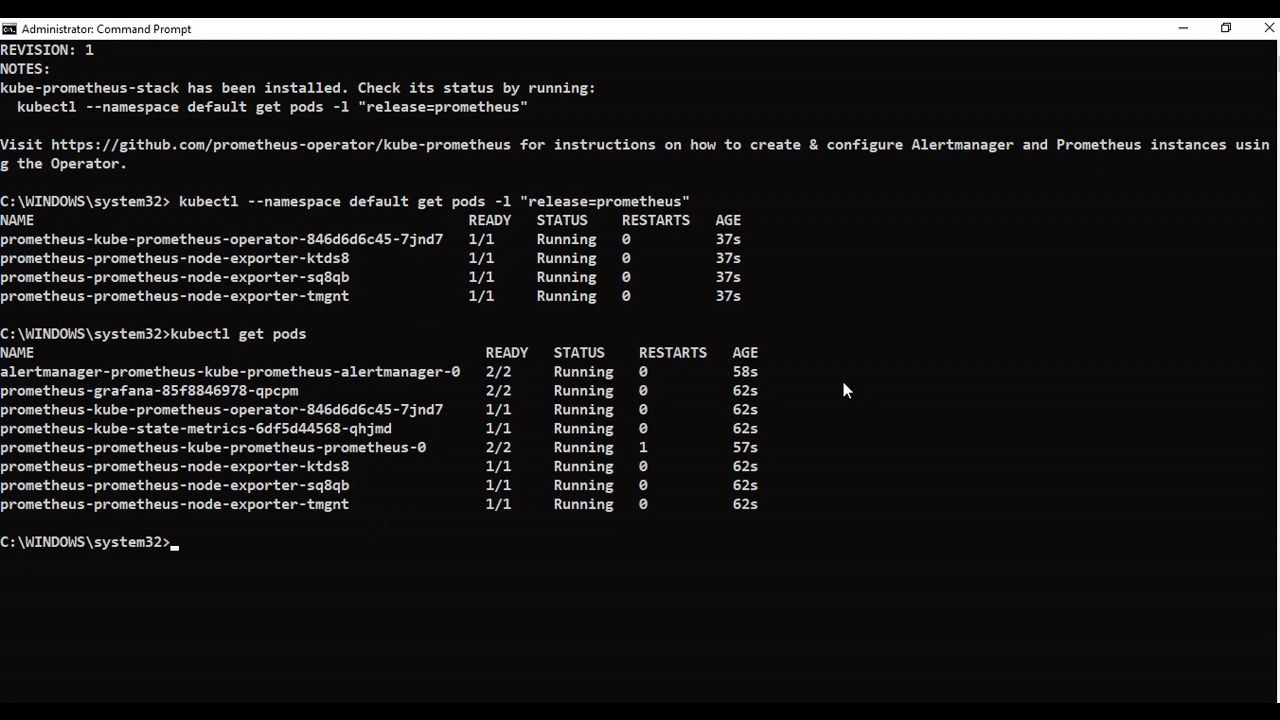 Administrator: Command Prompt
REVISION: 1
NOTES:
kube-prometheus-stack has been installed. Check its status by running:
  kubectl --namespace default get pods -l "release=prometheus"
Visit https://github.com/prometheus-operator/kube-prometheus for instructions on how to create & configure Alertmanager and Prometheus instances usin
g the Operator.
C:\WINDOWS\system32> kubectl --namespace default get pods -l "release=prometheus"
NAME                                                   READY   STATUS    RESTARTS   AGE
prometheus-kube-prometheus-operator-846d6d6c45-7jnd7   1/1     Running   0          37s
prometheus-prometheus-node-exporter-ktds8              1/1     Running   0          37s
prometheus-prometheus-node-exporter-sq8qb              1/1     Running   0          37s
prometheus-prometheus-node-exporter-tmgnt              1/1     Running   0          37s
C:\WINDOWS\system32>kubectl get pods
NAME                                                     READY   STATUS    RESTARTS   AGE
alertmanager-prometheus-kube-prometheus-alertmanager-0   2/2     Running   0          58s
prometheus-grafana-85f8846978-qpcpm                      2/2     Running   0          62s
prometheus-kube-prometheus-operator-846d6d6c45-7jnd7     1/1     Running   0          62s
prometheus-kube-state-metrics-6df5d44568-qhjmd           1/1     Running   0          62s
prometheus-prometheus-kube-prometheus-prometheus-0       2/2     Running   1          57s
prometheus-prometheus-node-exporter-ktds8                1/1     Running   0          62s
prometheus-prometheus-node-exporter-sq8qb                1/1     Running   0          62s
prometheus-prometheus-node-exporter-tmgnt                1/1     Running   0          62s
C:\WINDOWS\system32>